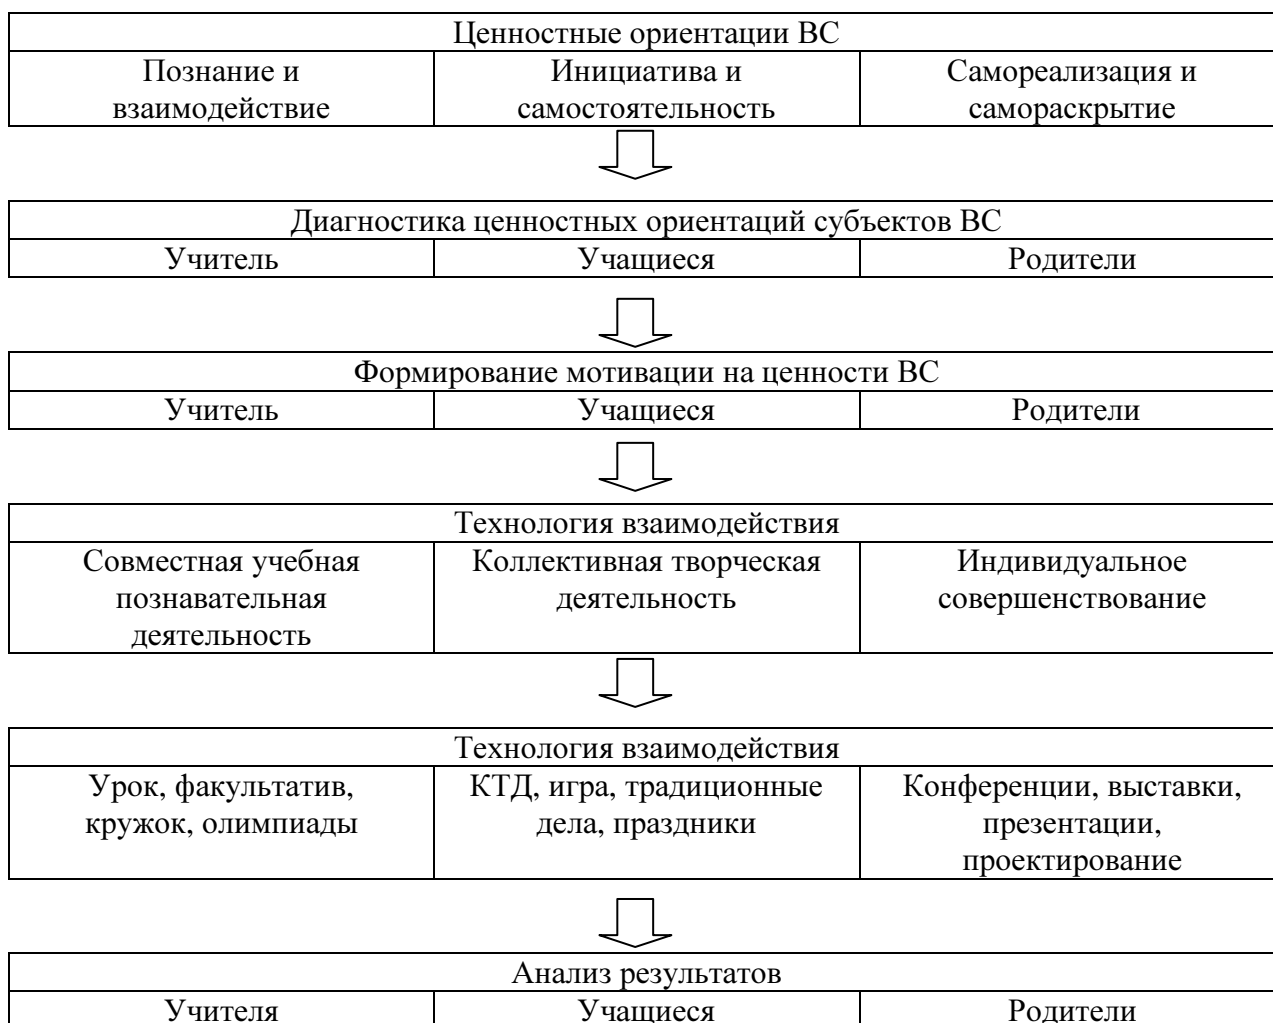 Ценностные ориентации ВС
Познание и
взаимодействие
Инициатива и
самостоятельность
Самореализация и
самораскрытие
Диагностика ценностных ориентаций субъектов ВС
Учитель
Учащиеся
Родители
Формирование мотивации на ценности ВС
Учитель
Учащиеся
Родители
Технология взаимодействия
Совместная учебная
познавательная
деятельность
Коллективная творческая
деятельность
Индивидуальное
совершенствование
Технология взаимодействия
Урок, факультатив,
кружок, олимпиады
КТД, игра, традиционные
дела, праздники
Конференции, выставки,
презентации,
проектирование
Анализ результатов
Учителя
Учащиеся
Родители